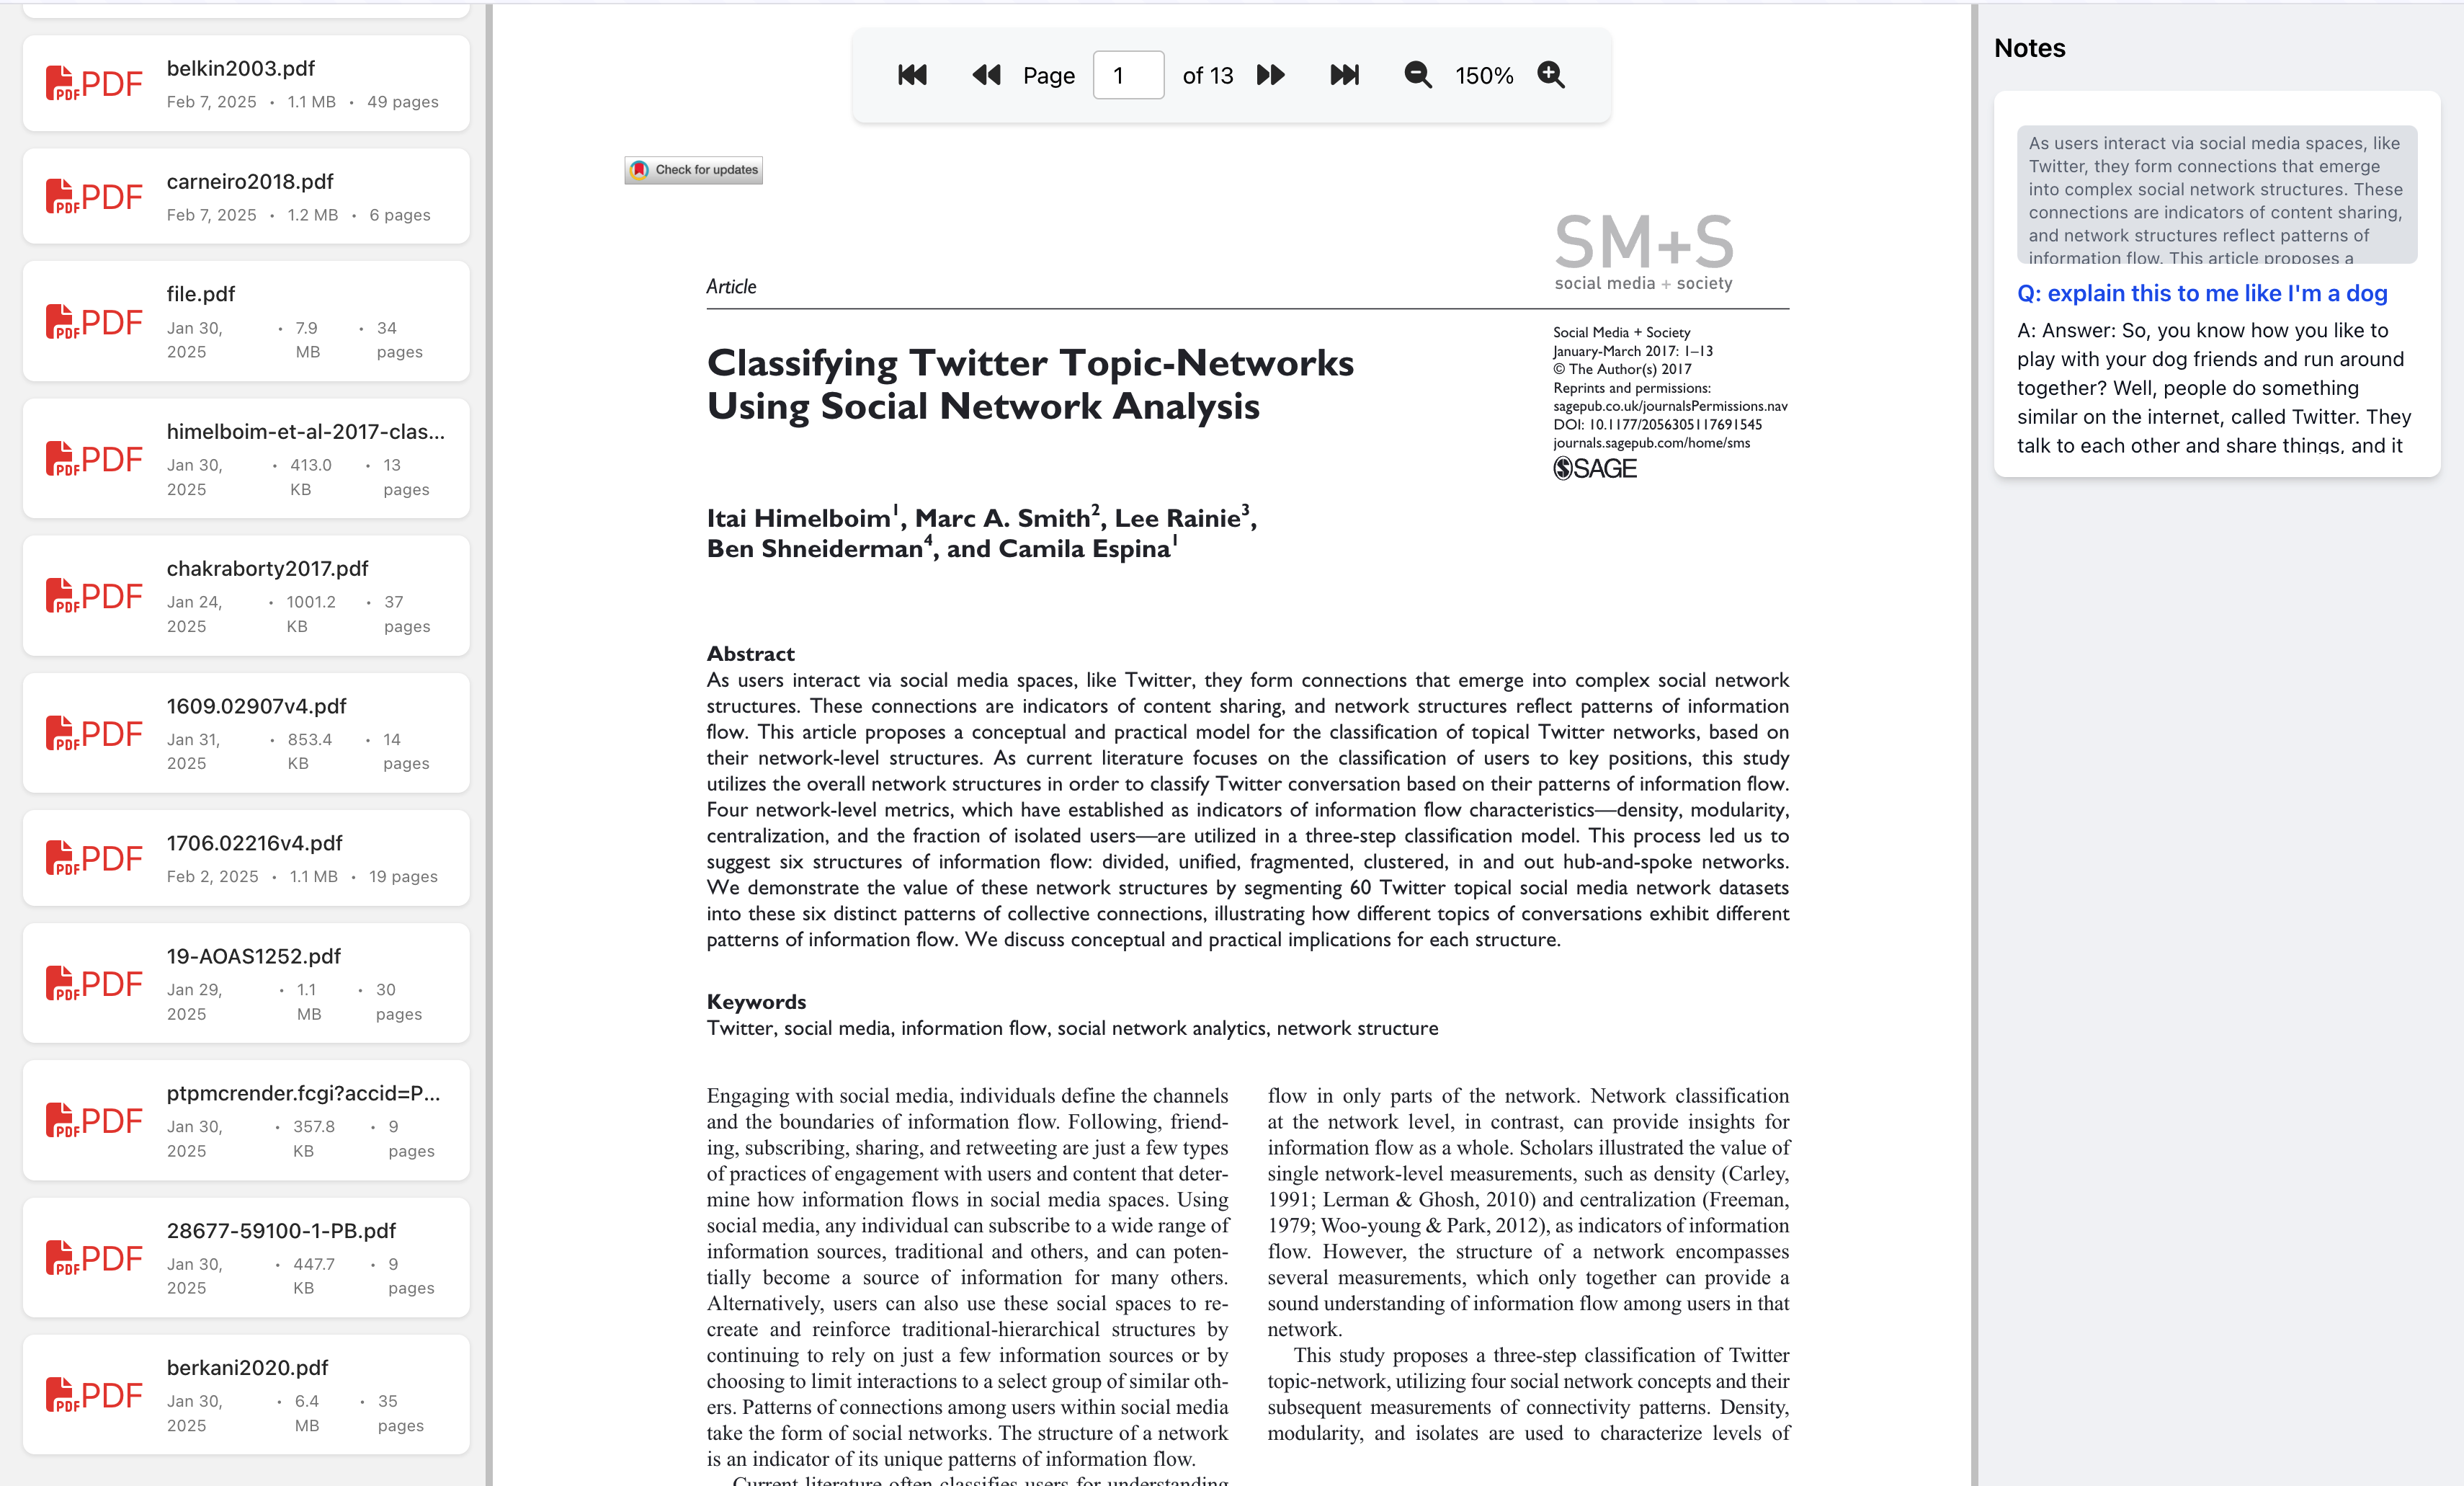 PDF PDF
belkin2003.pdf
Feb 7, 2025 • 1.1 MB • 49 pages
PDF PDF
carneiro2018.pdf
Feb 7, 2025 • 1.2 MB • 6 pages
PDF PDF
file.pdf
Jan 30, • 7.9 • 34
2025 MB pages
PDF PDF
himelboim-et-al-2017-clas...
Jan 30, • 413.0 • 13
2025 KB pages
PDF PDF
chakraborty2017.pdf
Jan 24, • 1001.2 • 37
2025 KB pages
PDF PDF
1609.02907v4.pdf
Jan 31, • 853.4 • 14
2025 KB pages
PDF PDF
1706.02216v4.pdf
Feb 2, 2025 • 1.1 MB • 19 pages
PDF PDF
19-AOAS1252.pdf
Jan 29, • 1.1 • 30
2025 MB pages
PDF PDF
ptpmcrender.fcgi?accid=P...
Jan 30, • 357.8 • 9
2025 KB pages
PDF PDF
28677-59100-1-PB.pdf
Jan 30, • 447.7 • 9
2025 KB pages
PDF PDF
berkani2020.pdf
Jan 30, • 6.4 • 35
2025 MB pages
Page 1 of 13 150%
Check for updates
SM+S
social media + society
Article
Classifying Twitter Topic-Networks
Using Social Network Analysis
Social Media + Society
January-March 2017: 1–13
© The Author(s) 2017
Reprints and permissions:
sagepub.co.uk/journalsPermissions.nav
DOI: 10.1177/2056305117691545
journals.sagepub.com/home/sms
SAGE
Itai Himelboim1, Marc A. Smith2, Lee Rainie3,
Ben Shneiderman4, and Camila Espina1
Abstract
As users interact via social media spaces, like Twitter, they form connections that emerge into complex social network
structures. These connections are indicators of content sharing, and network structures reflect patterns of information
flow. This article proposes a conceptual and practical model for the classification of topical Twitter networks, based on
their network-level structures. As current literature focuses on the classification of users to key positions, this study
utilizes the overall network structures in order to classify Twitter conversation based on their patterns of information flow.
Four network-level metrics, which have established as indicators of information flow characteristics—density, modularity,
centralization, and the fraction of isolated users—are utilized in a three-step classification model. This process led us to
suggest six structures of information flow: divided, unified, fragmented, clustered, in and out hub-and-spoke networks.
We demonstrate the value of these network structures by segmenting 60 Twitter topical social media network datasets
into these six distinct patterns of collective connections, illustrating how different topics of conversations exhibit different
patterns of information flow. We discuss conceptual and practical implications for each structure.
Keywords
Twitter, social media, information flow, social network analytics, network structure
Engaging with social media, individuals define the channels
and the boundaries of information flow. Following, friend-
ing, subscribing, sharing, and retweeting are just a few types
of practices of engagement with users and content that deter-
mine how information flows in social media spaces. Using
social media, any individual can subscribe to a wide range of
information sources, traditional and others, and can poten-
tially become a source of information for many others.
Alternatively, users can also use these social spaces to re-
create and reinforce traditional-hierarchical structures by
continuing to rely on just a few information sources or by
choosing to limit interactions to a select group of similar oth-
ers. Patterns of connections among users within social media
take the form of social networks. The structure of a network
is an indicator of its unique patterns of information flow.
Current literature often classifies users for understanding
flow in only parts of the network. Network classification
at the network level, in contrast, can provide insights for
information flow as a whole. Scholars illustrated the value of
single network-level measurements, such as density (Carley,
1991; Lerman & Ghosh, 2010) and centralization (Freeman,
1979; Woo-young & Park, 2012), as indicators of information
flow. However, the structure of a network encompasses
several measurements, which only together can provide a
sound understanding of information flow among users in that
network.
This study proposes a three-step classification of Twitter
topic-network, utilizing four social network concepts and their
subsequent measurements of connectivity patterns. Density,
modularity, and isolates are used to characterize levels of
Notes
As users interact via social media spaces, like
Twitter, they form connections that emerge
into complex social network structures. These
connections are indicators of content sharing,
and network structures reflect patterns of
information flow. This article proposes a
Q: explain this to me like I'm a dog
A: Answer: So, you know how you like to
play with your dog friends and run around
together? Well, people do something
similar on the internet, called Twitter. They
talk to each other and share things, and it